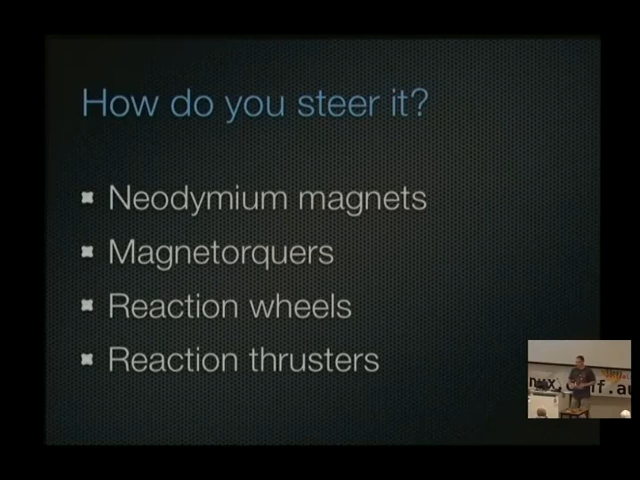 How do you steer it?
Neodymium magnets
Magnetorquers
Reaction wheels
Reaction thrusters